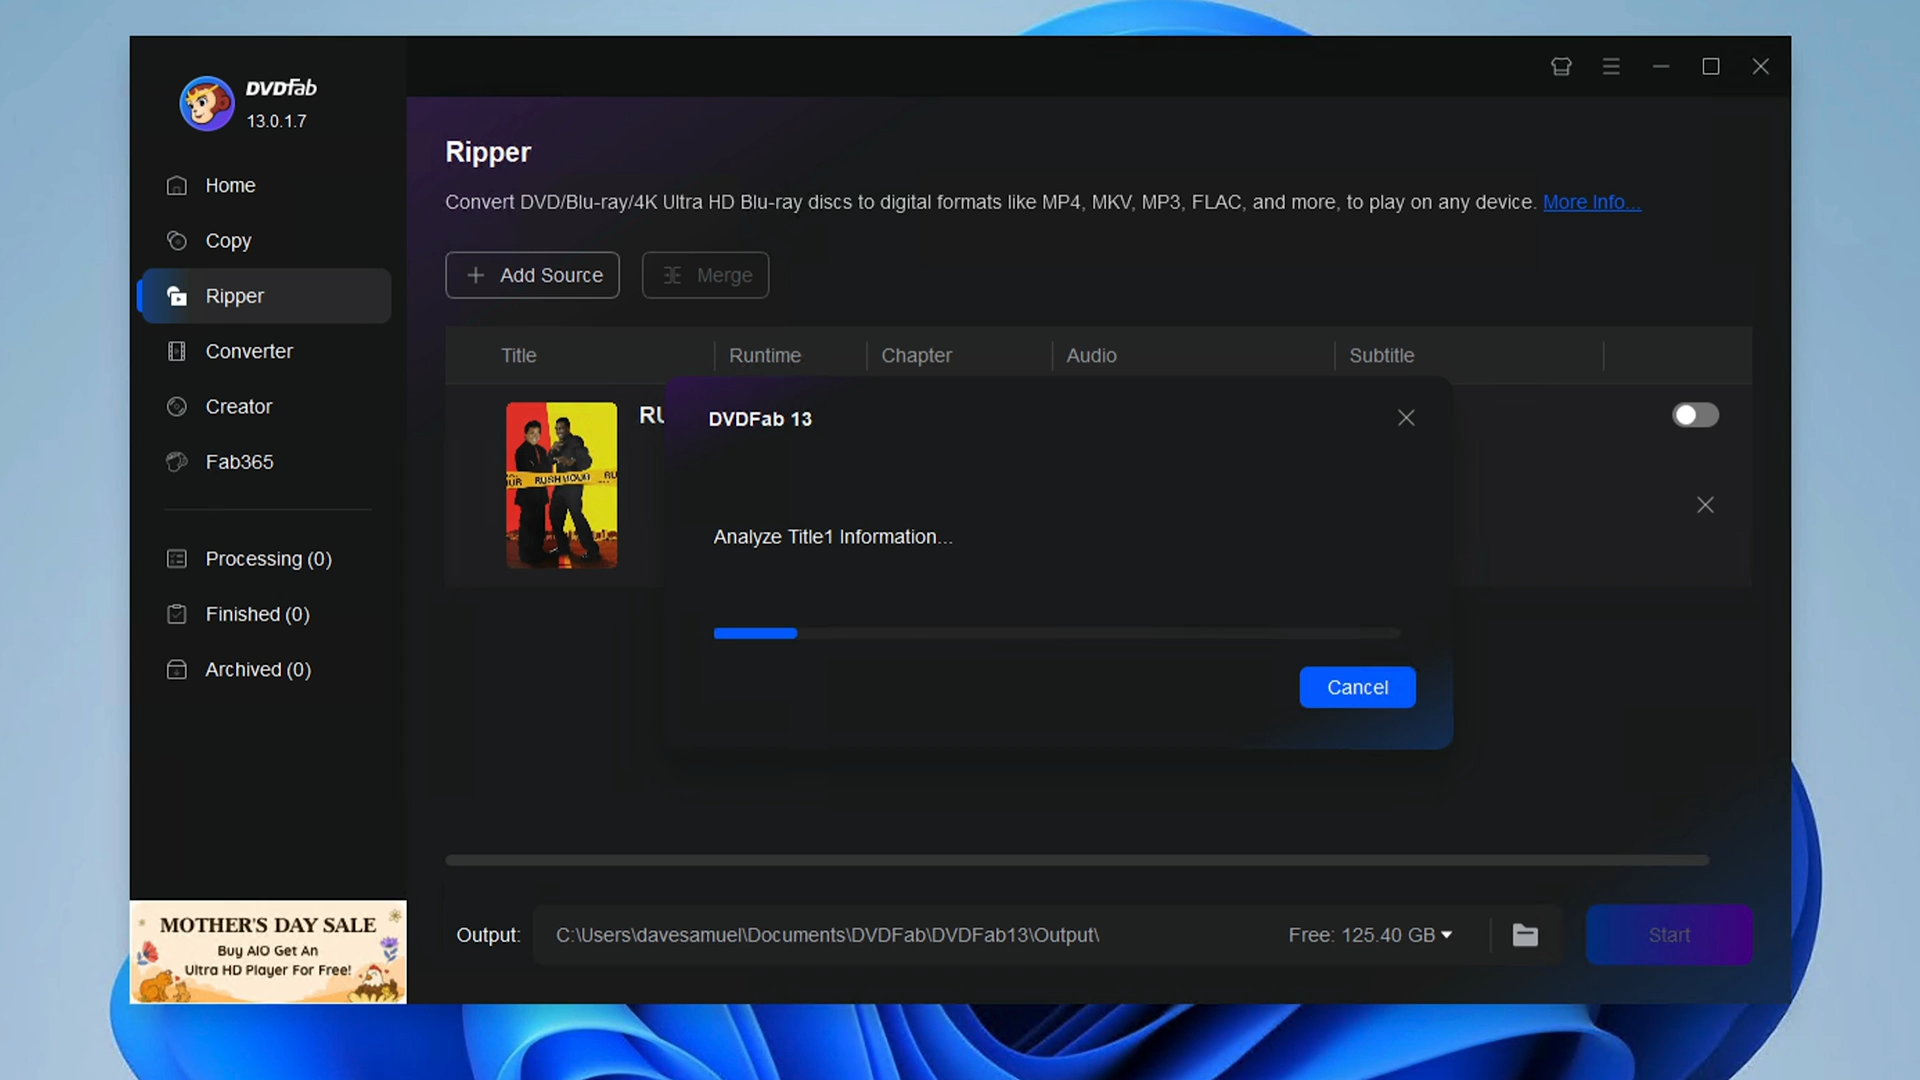 DVDFab
13.0.1.7
Home
Copy
Ripper
Converter
Creator
Fab365
Processing (0)
Finished (0)
Archived (0)
MOTHER'S DAY SALE
Buy AIO Get An
Ultra HD Player For Free!
Ripper
Convert DVD/Blu-ray/4K Ultra HD Blu-ray discs to digital formats like MP4, MKV, MP3, FLAC, and more, to play on any device. More Info...
Add Source Merge
Title Runtime Chapter Audio Subtitle
RU
RUSH HOUR
DVDFab 13
Analyze Title1 Information...
Cancel
Output: C:\Users\davesamuel\Documents\DVDFab\DVDFab13\Output\ Free: 125.40 GB Start